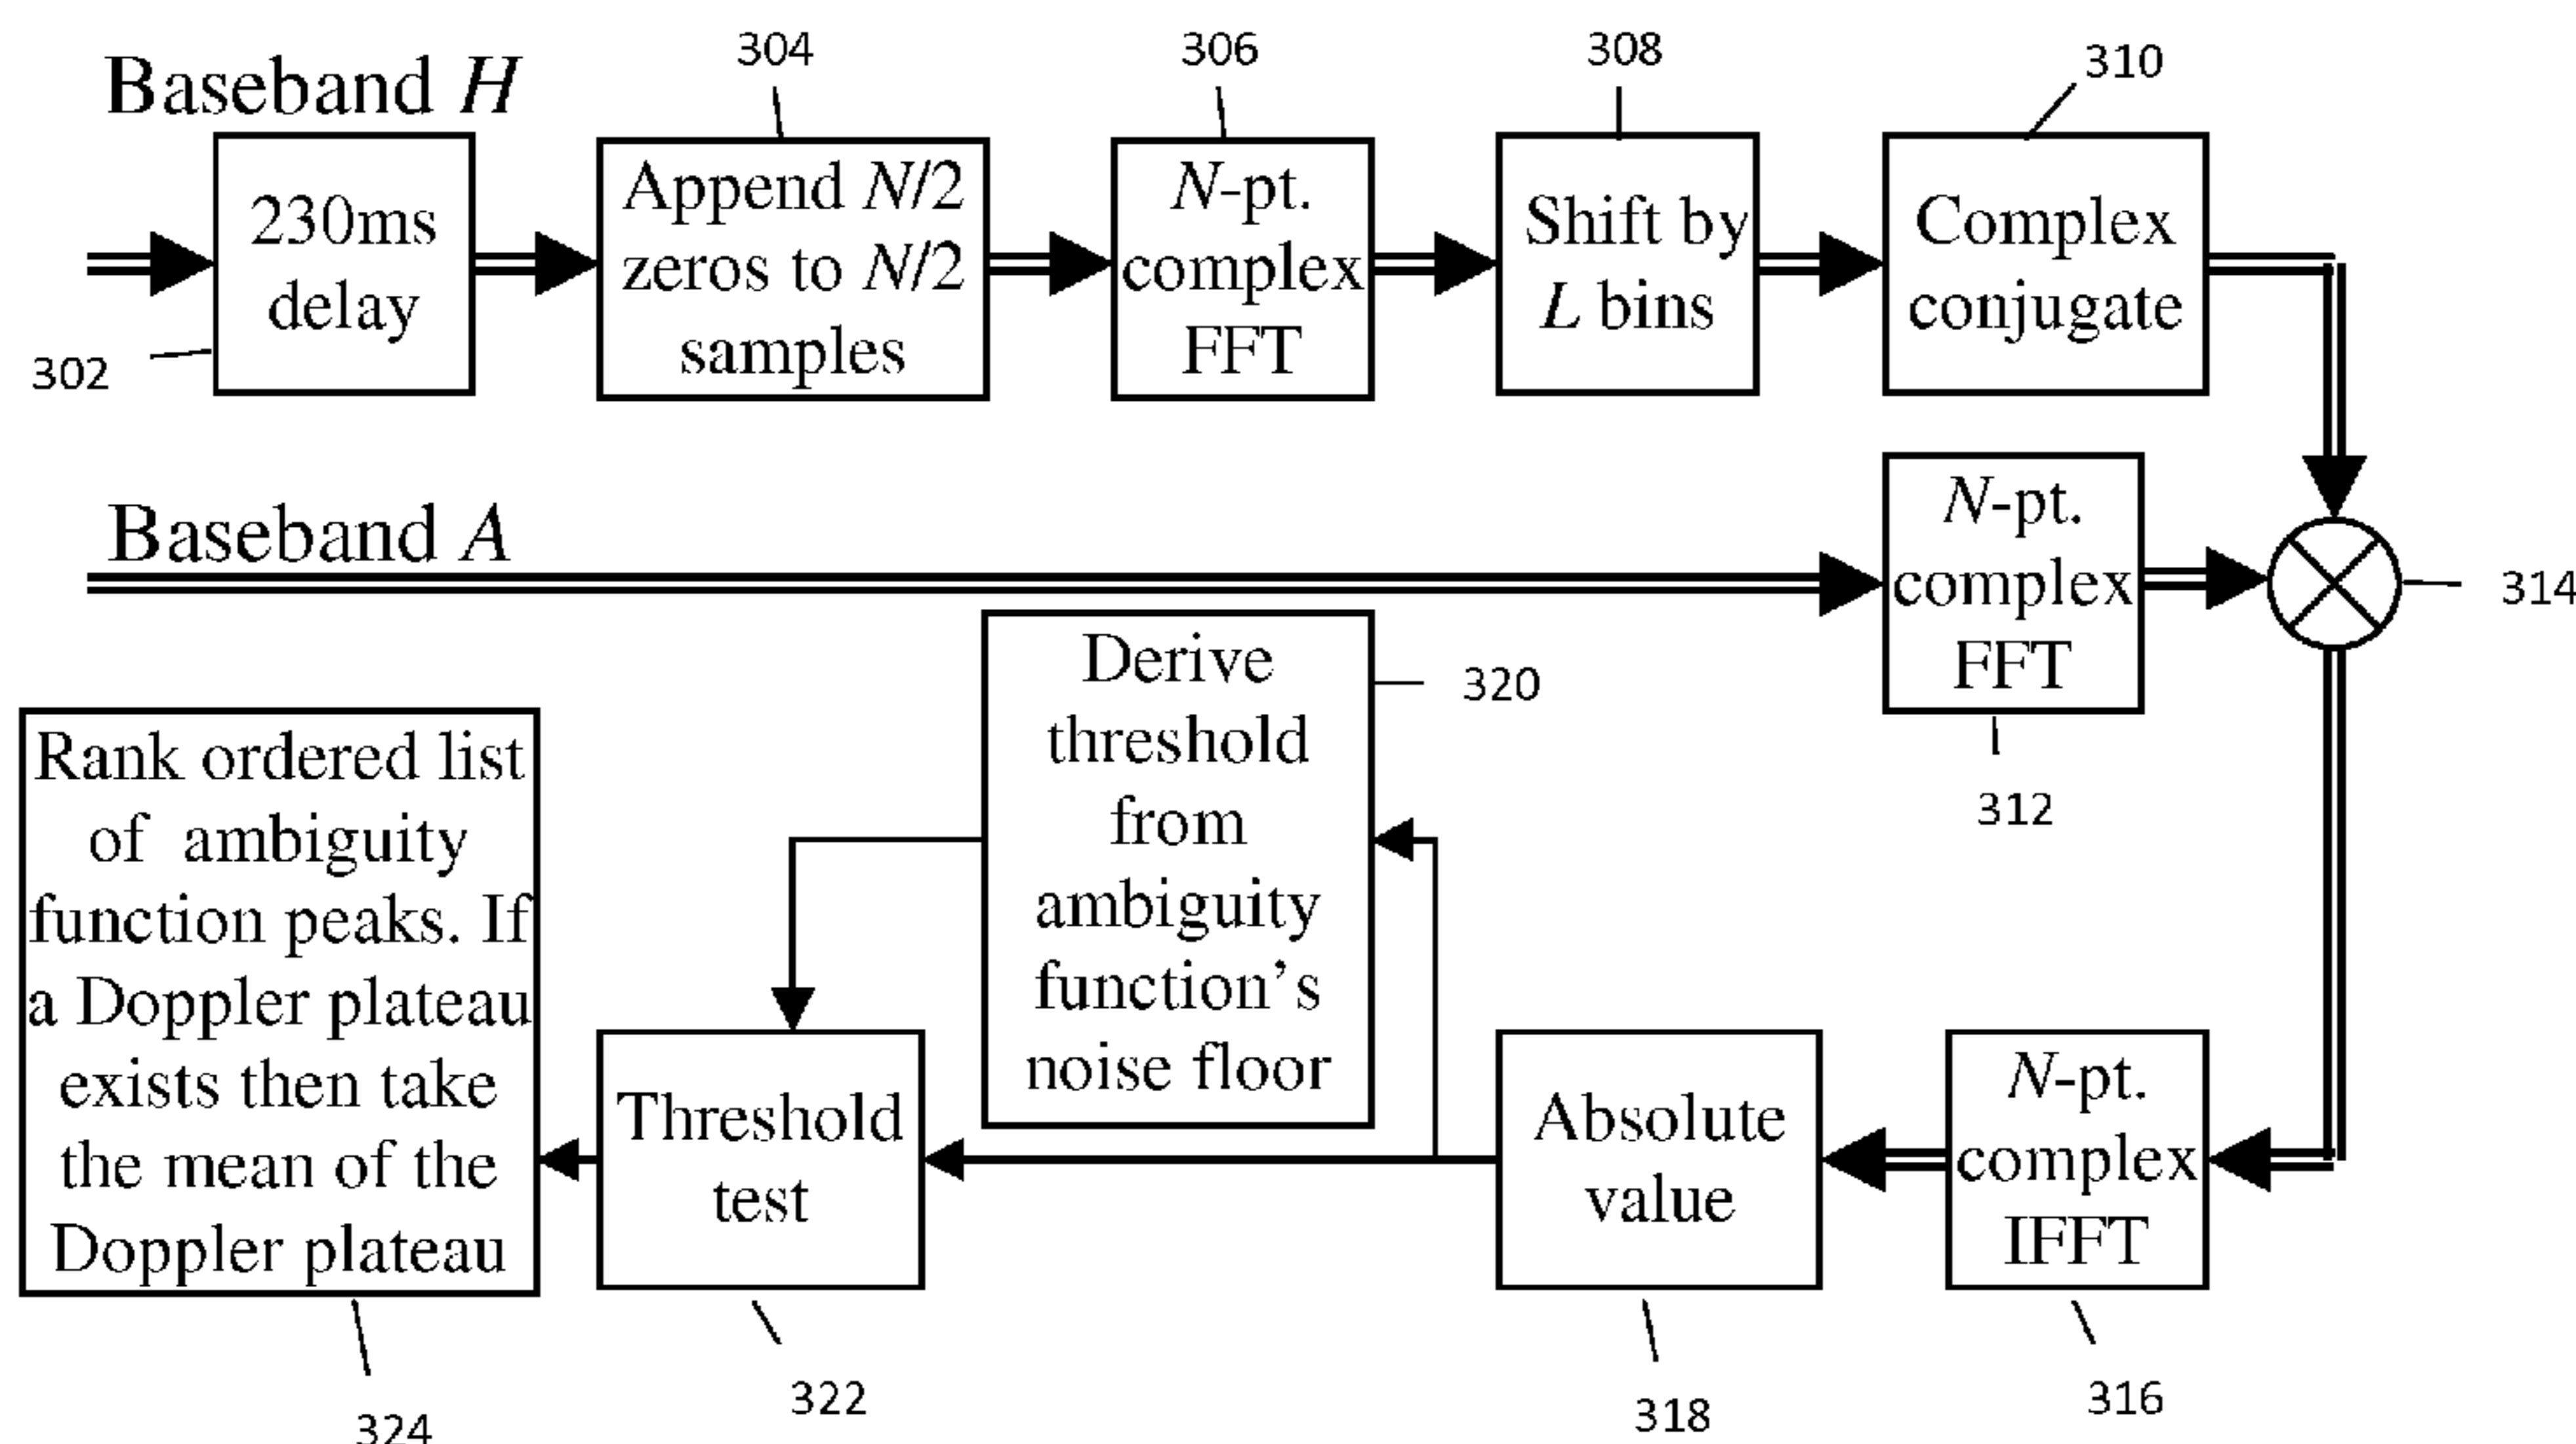 304
306
308
310
Baseband H
230ms
delay
302
Append N/2
zeros to N/2
samples
N-pt.
complex
FFT
Shift by
L bins
Complex
conjugate
Baseband A
N-pt.
complex
FFT
312
314
Derive
threshold
from
ambiguity
function's
noise floor
320
Rank ordered list
of ambiguity
function peaks. If
a Doppler plateau
exists then take
the mean of the
Doppler plateau
324
Threshold
test
322
Absolute
value
318
N-pt.
complex
IFFT
316